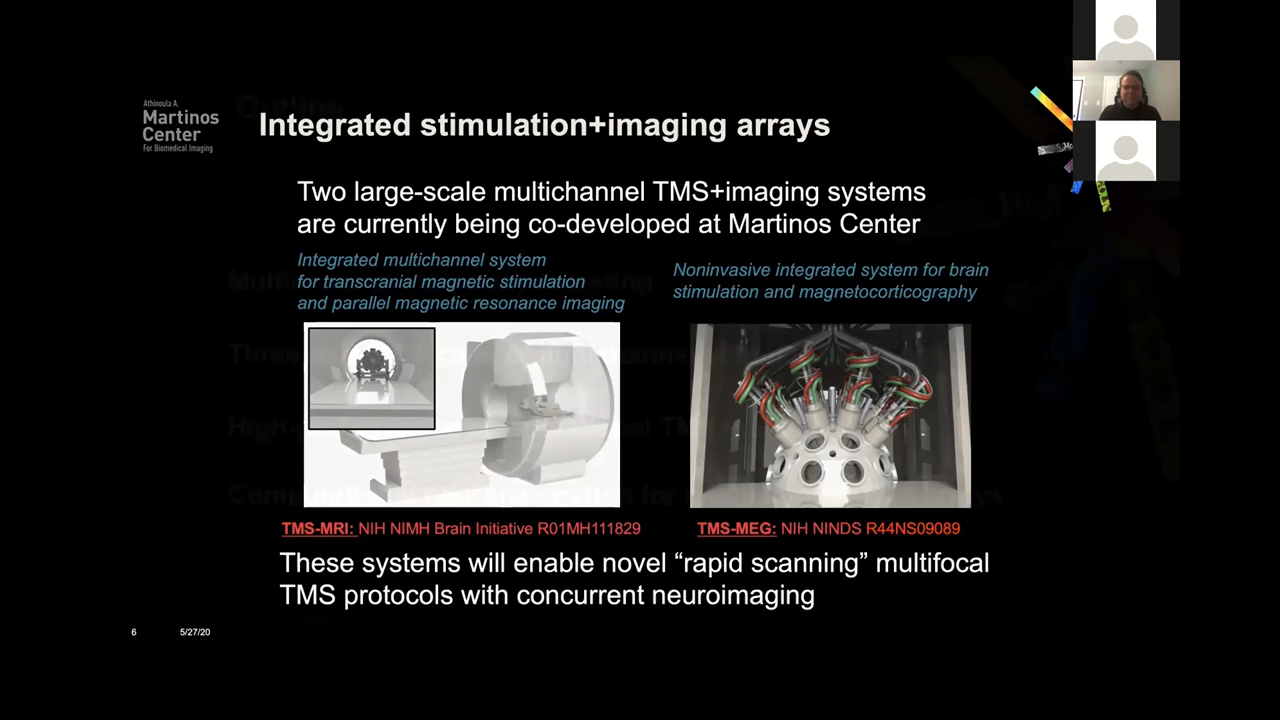 Athinoula A.
Martinos
Center
For Biomedical Imaging
Integrated stimulation+imaging arrays
Two large-scale multichannel TMS+imaging systems
are currently being co-developed at Martinos Center
Integrated multichannel system
for transcranial magnetic stimulation
and parallel magnetic resonance imaging
Noninvasive integrated system for brain
stimulation and magnetocorticography
TMS-MRI: NIH NIMH Brain Initiative R01MH111829
TMS-MEG: NIH NINDS R44NS09089
These systems will enable novel “rapid scanning” multifocal
TMS protocols with concurrent neuroimaging
6
5/27/20